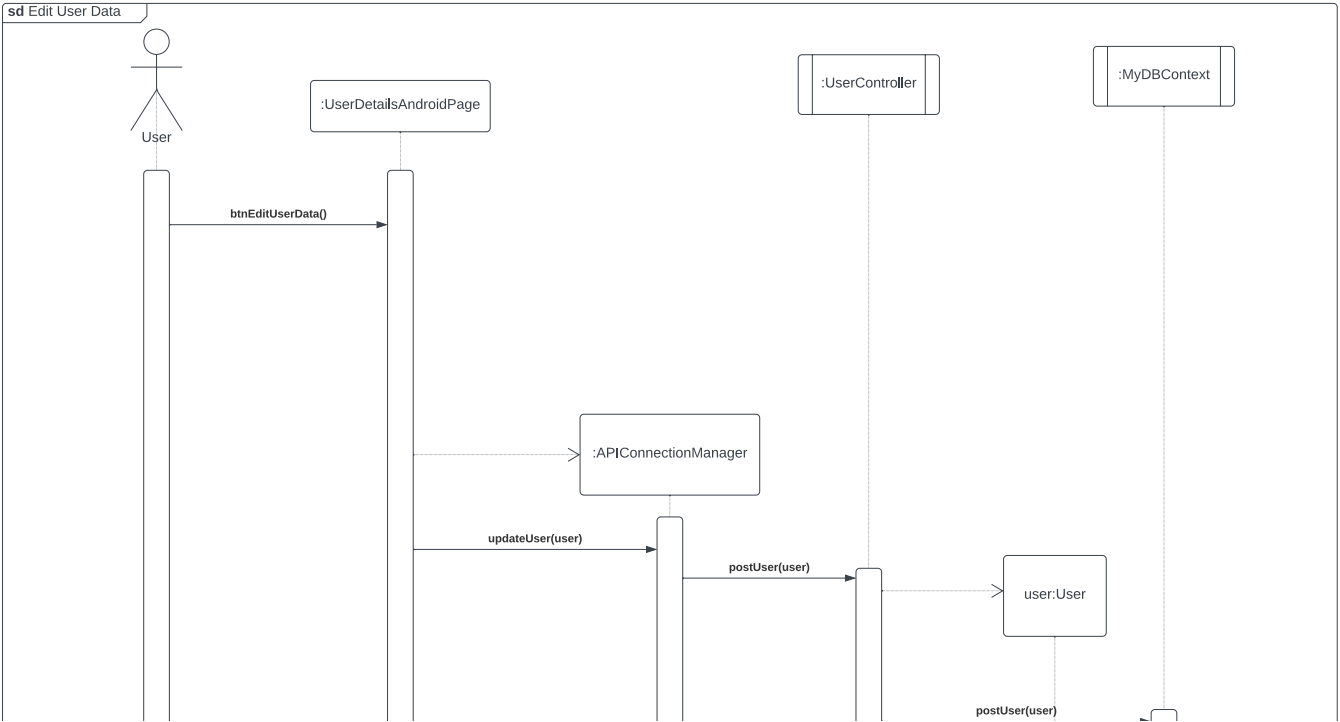 sd Edit User Data
:MyDBContext
:UserController
:UserDetailsAndroidPage
User
btnEditUserData()
:APIConnectionManager
updateUser(user)
postUser(user)
user:User
postUser(user)